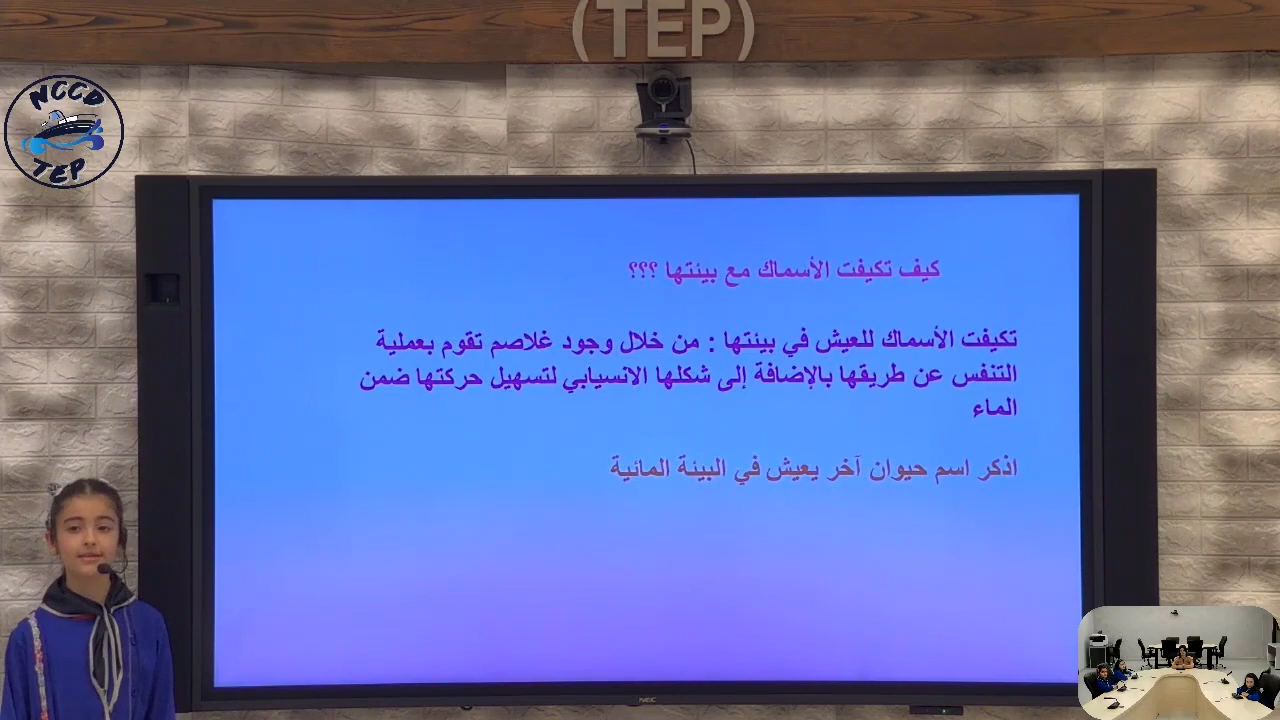 (TEP)
NCCD
TEP
كيف تكيفت الأسماك مع بيئتها ؟؟؟
تكيفت الأسماك للعيش في بيئتها : من خلال وجود غلاصم تقوم بعملية
التنفس عن طريقها بالإضافة إلى شكلها الانسيابي لتسهيل حركتها ضمن
الماء
اذكر اسم حيوان آخر يعيش في البيئة المائية
NEC